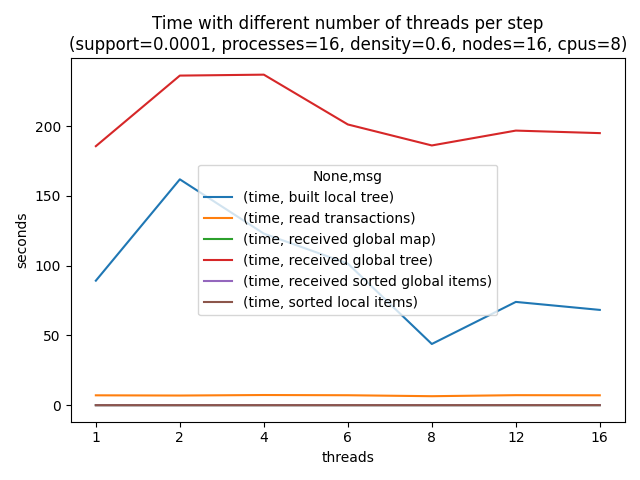 Time with different number of threads per step
(support=0.0001, processes=16, density=0.6, nodes=16, cpus=8)
200
150
100
50
0
seconds
None,msg
(time, built local tree)
(time, read transactions)
(time, received global map)
(time, received global tree)
(time, received sorted global items)
(time, sorted local items)
1 2 4 6 8 12 16
threads